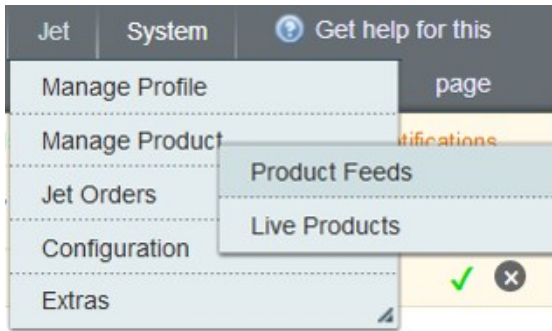 Jet System Get help for this
page
Manage Profile
Manage Product
Product Feeds
Jet Orders
Live Products
Configuration
Extras